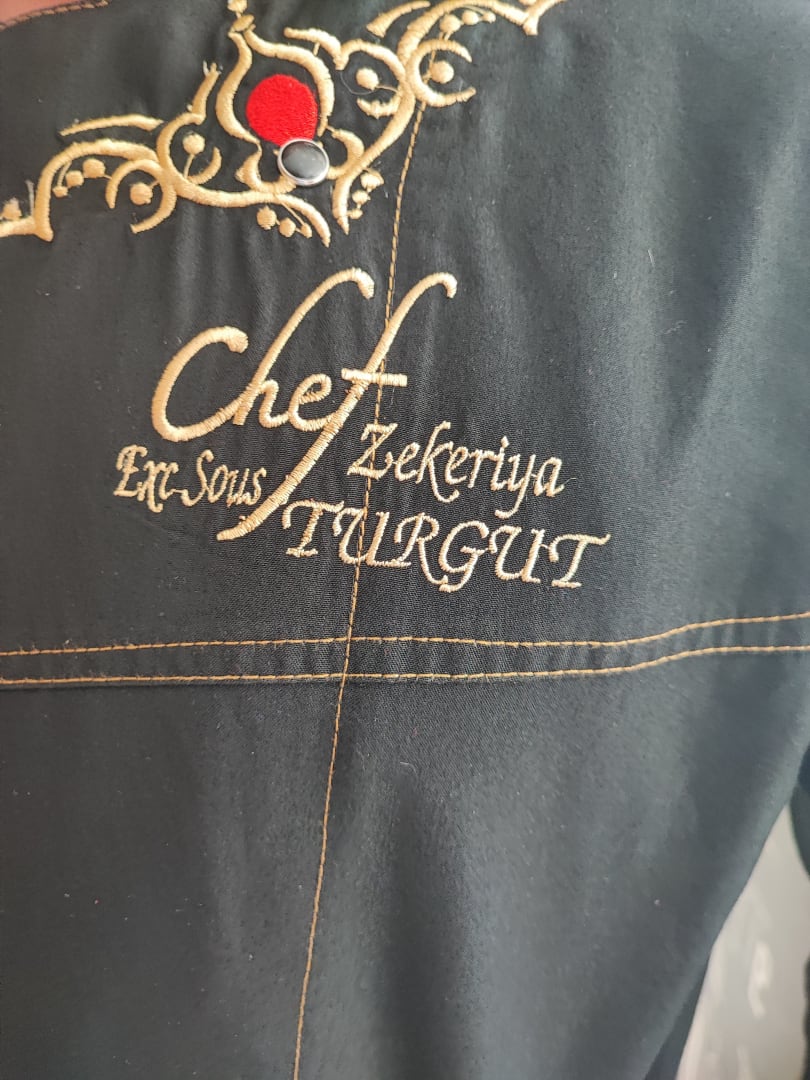 Chef
Exc Sous
Zekeriya
TURGUT